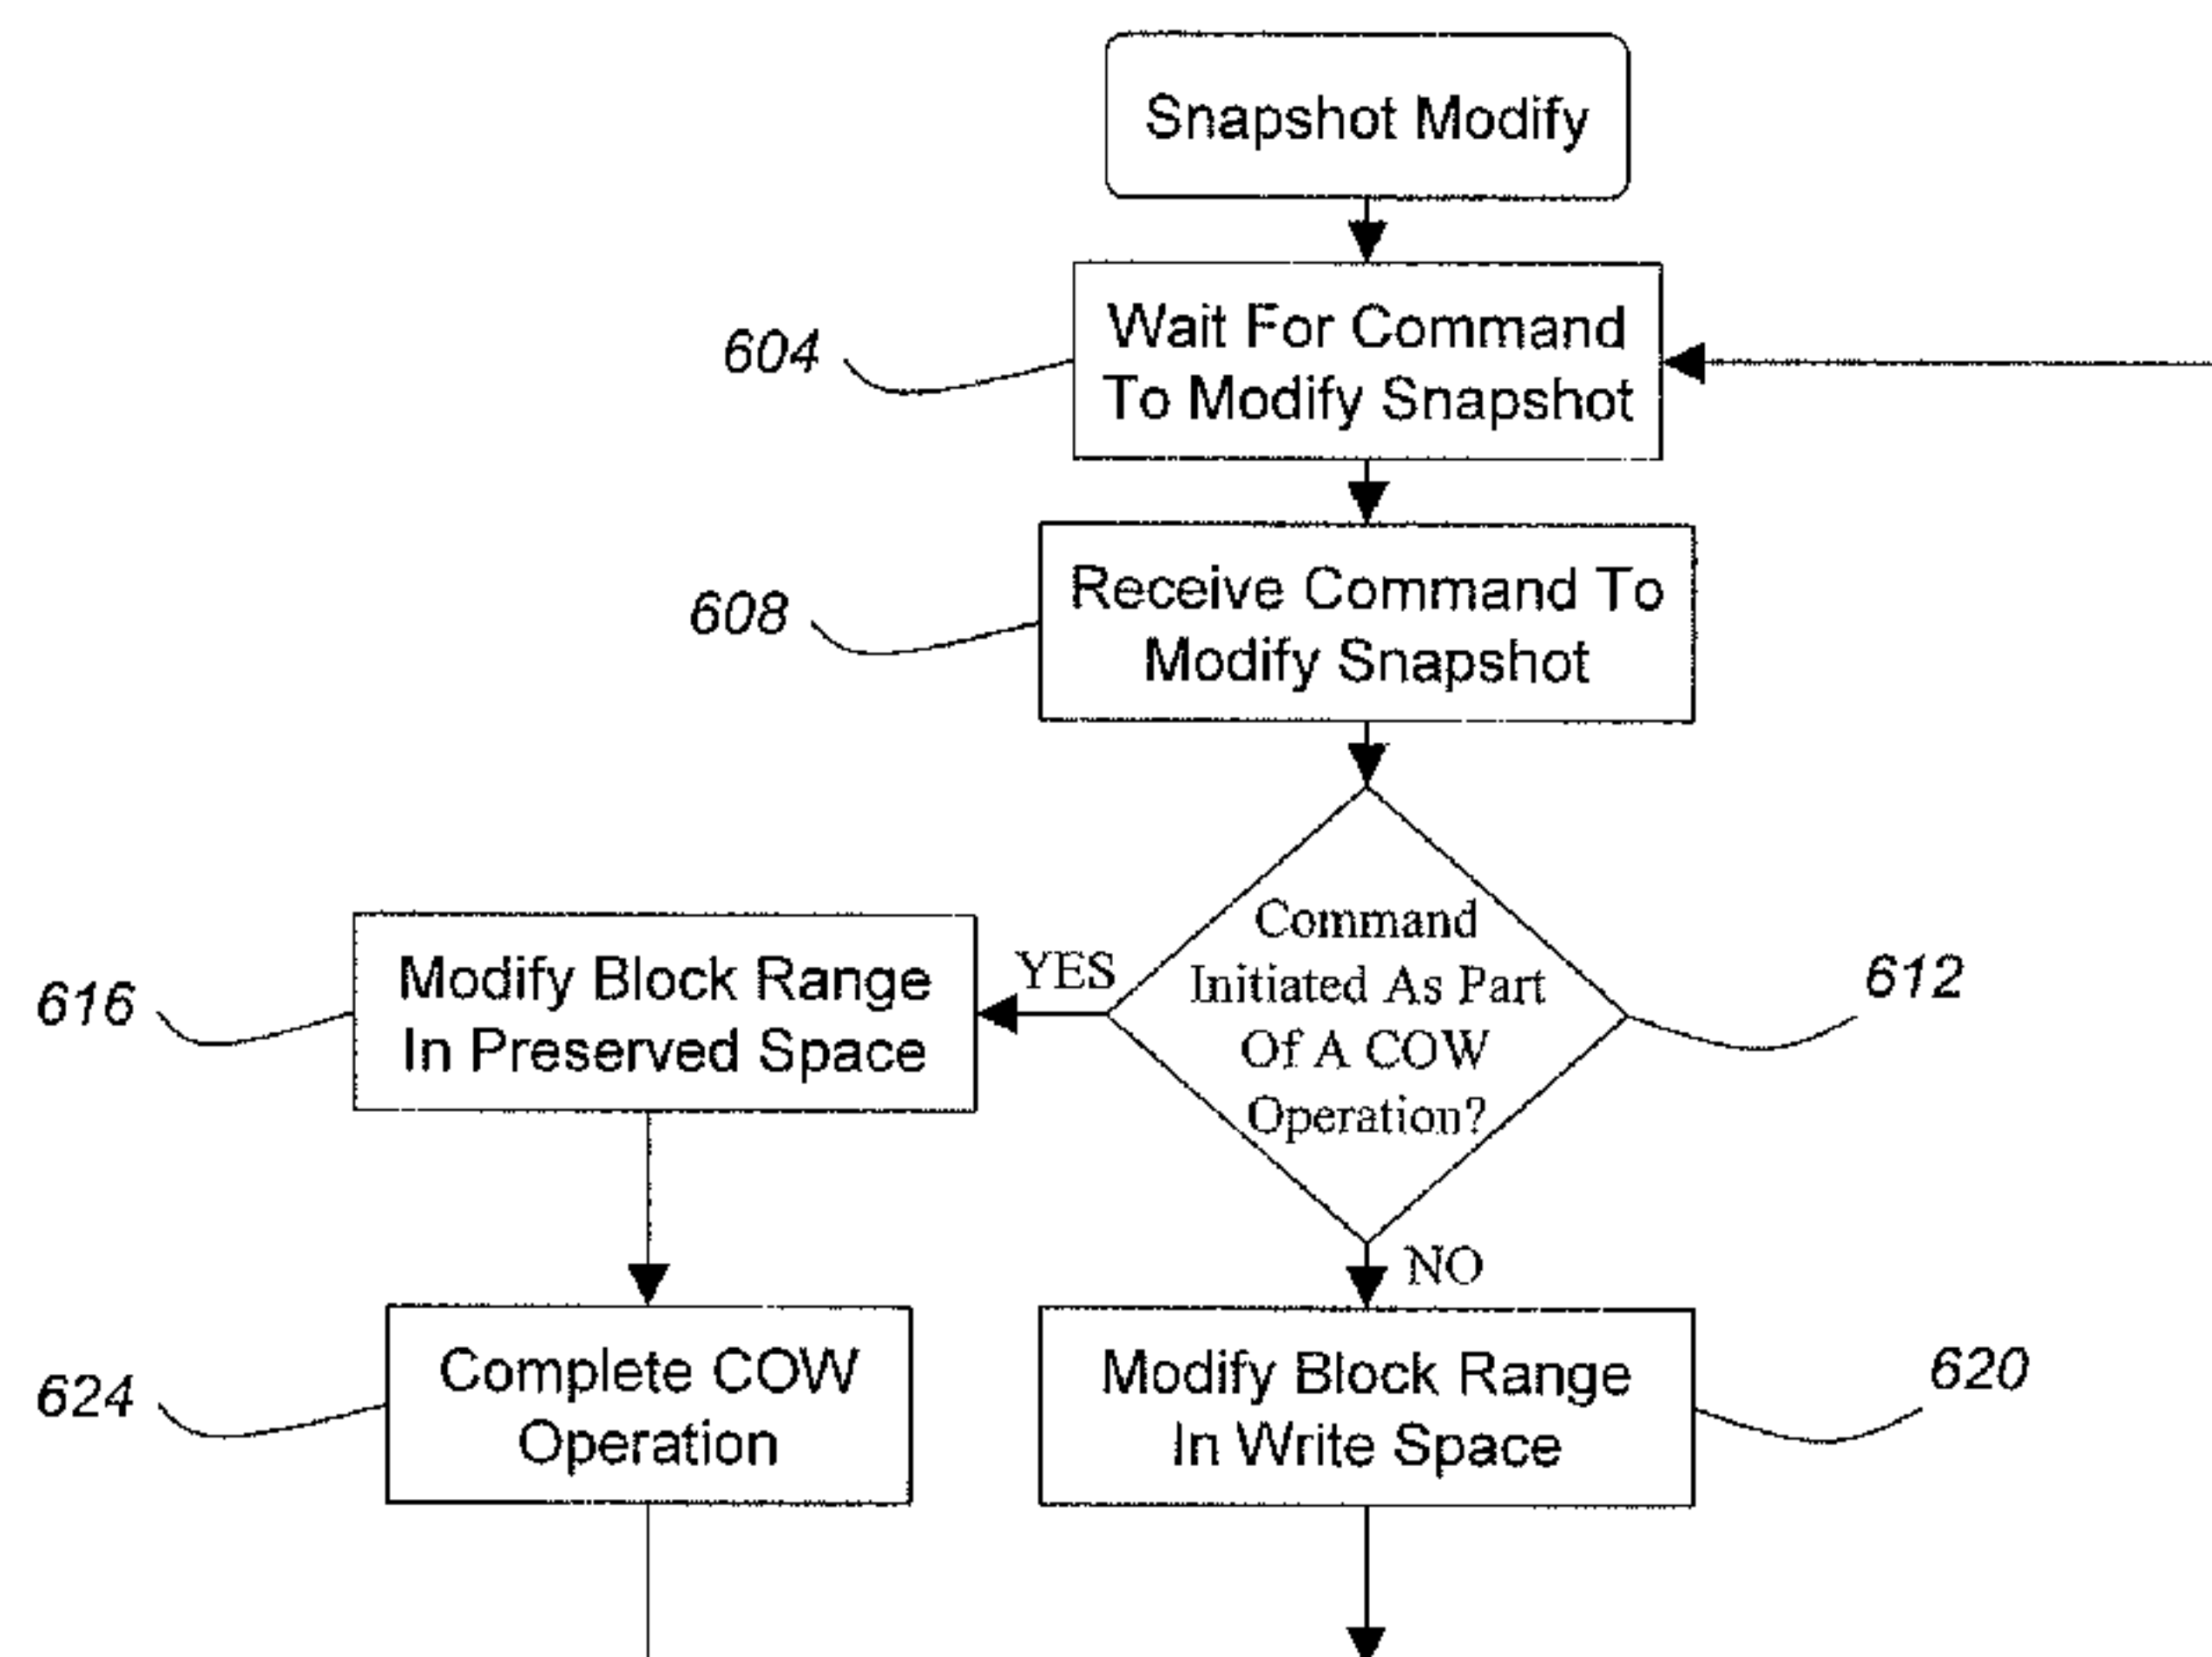 Snapshot Modify
604
Wait For Command
To Modify Snapshot
608
Receive Command To
Modify Snapshot
Command
Initiated As Part
Of A COW
Operation?
612
YES
616
Modify Block Range
In Preserved Space
NO
624
Complete COW
Operation
Modify Block Range
In Write Space
620